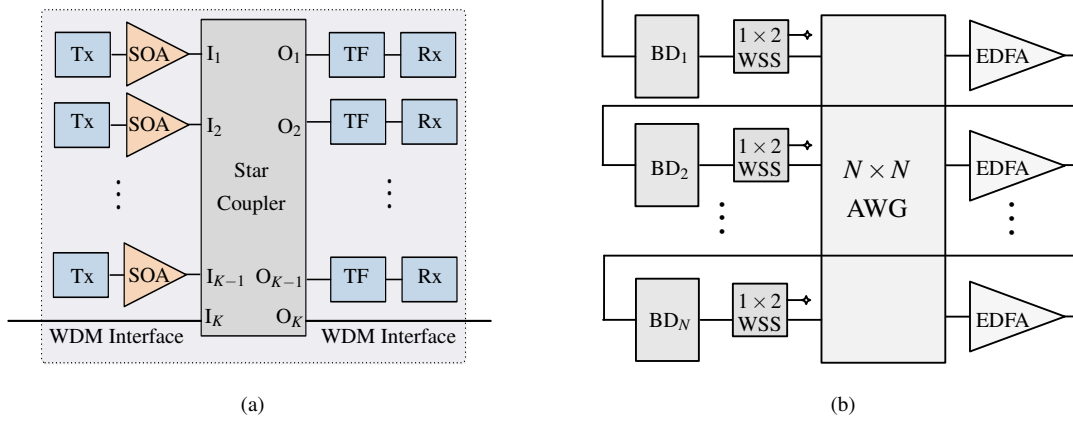 Tx SOA I1 O1 TF Rx
Tx SOA I2 O2 TF Rx
Star
Coupler
Tx SOA IK−1 OK−1 TF Rx
IK OK
WDM Interface WDM Interface
(a)
BD1 1 × 2
WSS
EDFA
BD2 1 × 2
WSS
EDFA
N × N
AWG
BDN 1 × 2
WSS
EDFA
(b)